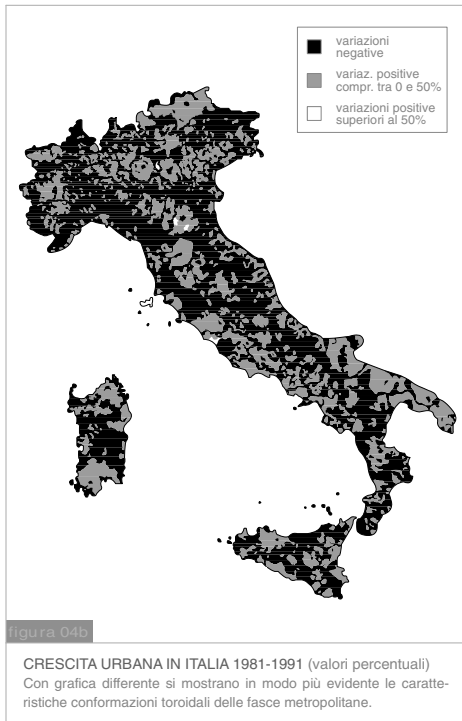 variazioni
negative
variaz. positive
compr. tra 0 e 50%
variazioni positive
superiori al 50%
figura 04b
CRESCITA URBANA IN ITALIA 1981-1991 (valori percentuali)
Con grafica differente si mostrano in modo più evidente le caratte-
ristiche conformazioni toroidali delle fasce metropolitane.